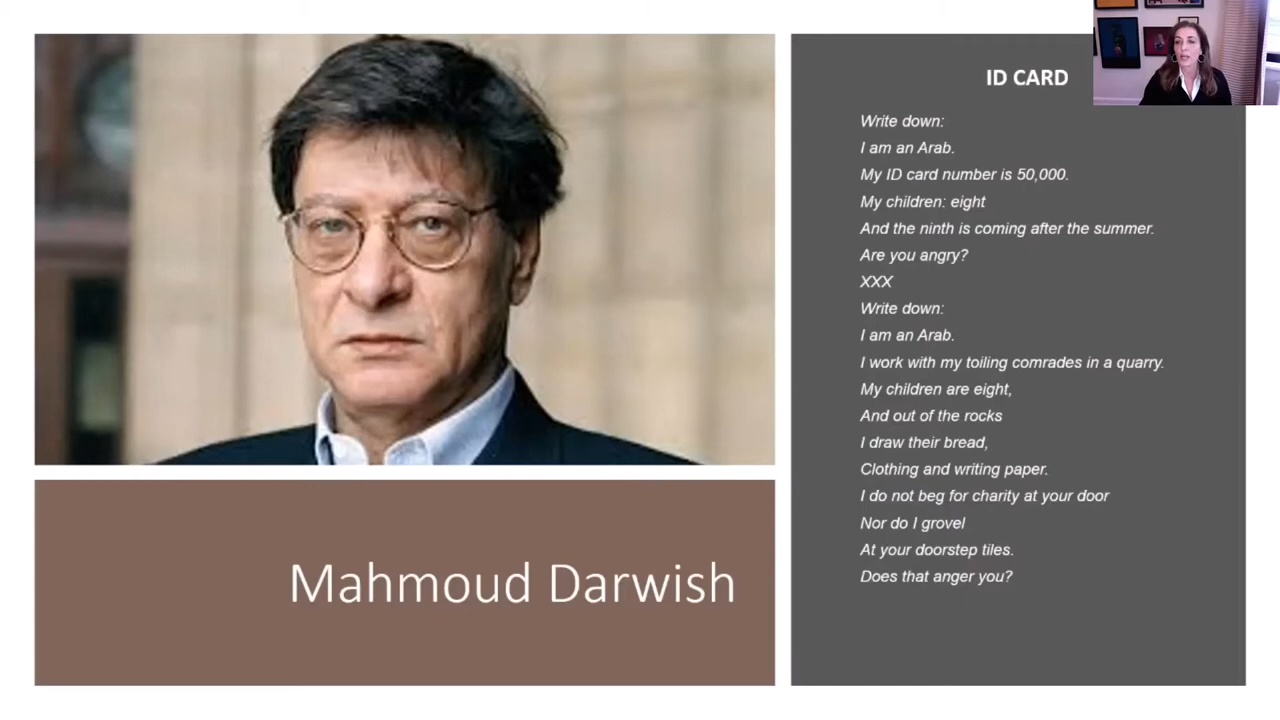 Mahmoud Darwish
ID CARD
Write down:
I am an Arab.
My ID card number is 50,000.
My children: eight
And the ninth is coming after the summer.
Are you angry?
XXX
Write down:
I am an Arab.
I work with my toiling comrades in a quarry.
My children are eight,
And out of the rocks
I draw their bread,
Clothing and writing paper.
I do not beg for charity at your door
Nor do I grovel
At your doorstep tiles.
Does that anger you?